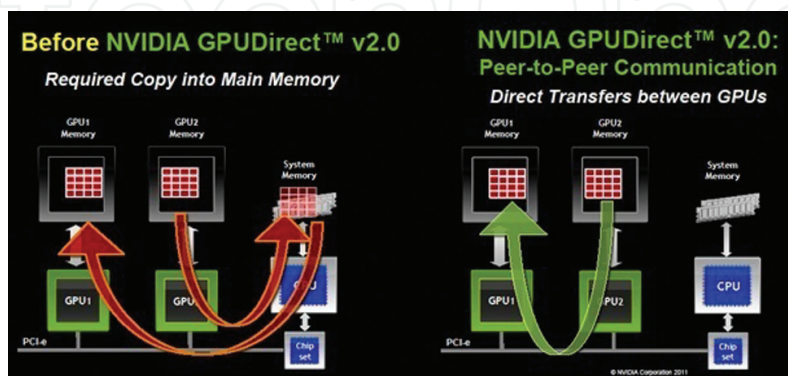 Before NVIDIA GPUDirect™ v2.0
Required Copy into Main Memory
GPU1
Memory
GPU2
Memory
System
Memory
GPU1
GPU
CPU
PCI-e
Chip
set
NVIDIA GPUDirect™ v2.0:
Peer-to-Peer Communication
Direct Transfers between GPUs
GPU1
Memory
GPU2
Memory
System
Memory
GPU1
GPU2
CPU
PCI-e
Chip
set
© NVIDIA Corporation 2011